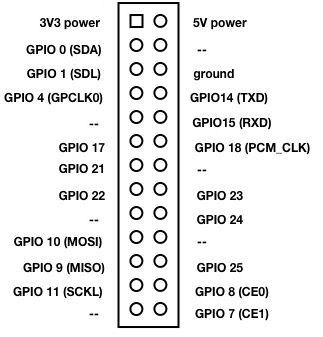 3V3 power 5V power
GPIO 0 (SDA) --
GPIO 1 (SDL) ground
GPIO 4 (GPCLK0) GPIO14 (TXD)
-- GPIO15 (RXD)
GPIO 17 GPIO 18 (PCM_CLK)
GPIO 21 --
GPIO 22 GPIO 23
-- GPIO 24
GPIO 10 (MOSI) --
GPIO 9 (MISO) GPIO 25
GPIO 11 (SCKL) GPIO 8 (CE0)
-- GPIO 7 (CE1)